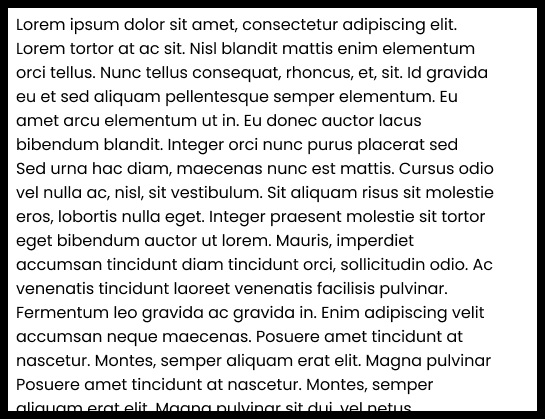 Lorem ipsum dolor sit amet, consectetur adipiscing elit.
Lorem tortor at ac sit. Nisl blandit mattis enim elementum
orci tellus. Nunc tellus consequat, rhoncus, et, sit. Id gravida
eu et sed aliquam pellentesque semper elementum. Eu
amet arcu elementum ut in. Eu donec auctor lacus
bibendum blandit. Integer orci nunc purus placerat sed
Sed urna hac diam, maecenas nunc est mattis. Cursus odio
vel nulla ac, nisl, sit vestibulum. Sit aliquam risus sit molestie
eros, lobortis nulla eget. Integer praesent molestie sit tortor
eget bibendum auctor ut lorem. Mauris, imperdiet
accumsan tincidunt diam tincidunt orci, sollicitudin odio. Ac
venenatis tincidunt laoreet venenatis facilisis pulvinar.
Fermentum leo gravida ac gravida in. Enim adipiscing velit
accumsan neque maecenas. Posuere amet tincidunt at
nascetur. Montes, semper aliquam erat elit. Magna pulvinar
Posuere amet tincidunt at nascetur. Montes, semper
aliquam erat elit. Magna pulvinar sit dui, vel netus